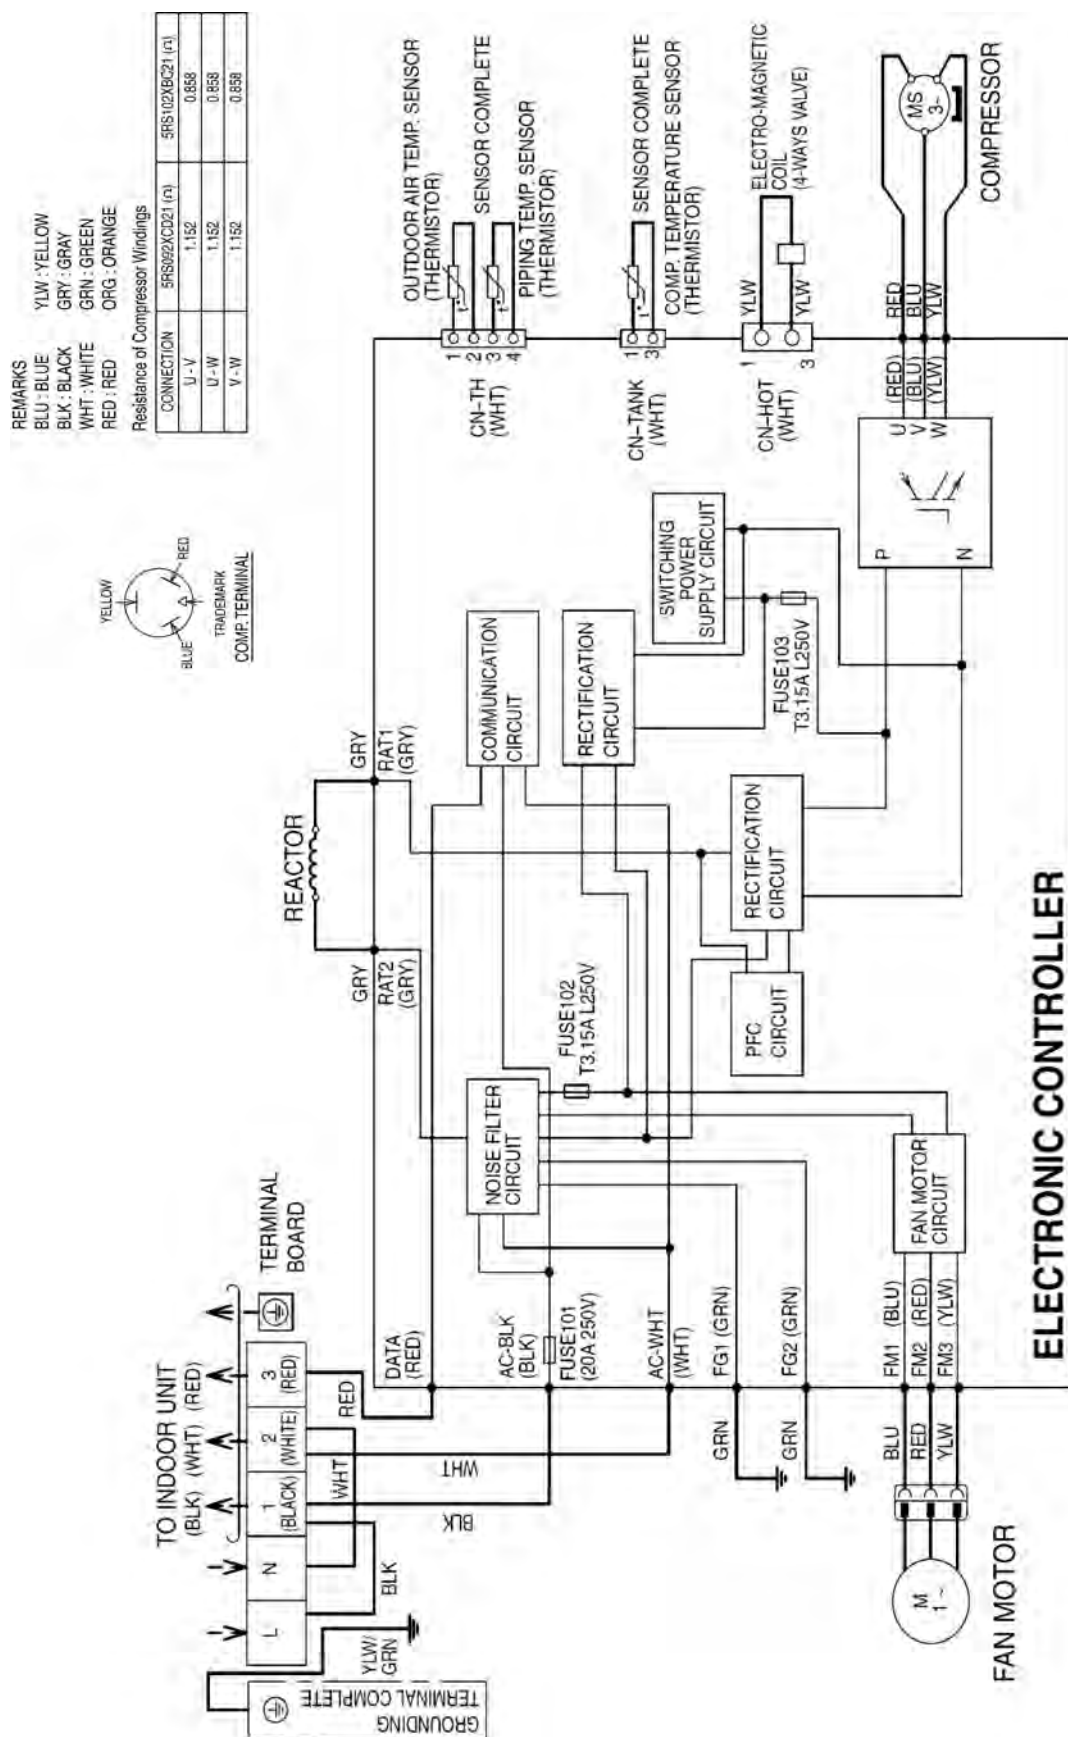 REMARKS
BLU : BLUE YLW : YELLOW
BLK : BLACK GRY : GRAY
WHT : WHITE GRN : GREEN
RED : RED ORG : ORANGE
Resistance of Compressor Windings
CONNECTION 5RS092XCD21 (Ω) 5RS102XBC21 (Ω)
U - V 1.152 0.858
U - W 1.152 0.858
V - W 1.152 0.858
YELLOW
RED
BLUE
TRADEMARK
COMP. TERMINAL
TO INDOOR UNIT
(BLK) (WHT) (RED)
L N 1 2 3
(BLACK) (WHITE) (RED)
TERMINAL
BOARD
GROUNDING
TERMINAL COMPLETE
YLW/
GRN
BLK
WHT
RED
BLK
WHT
REACTOR
GRY
GRY
RAT2
(GRY)
RAT1
(GRY)
DATA
(RED)
AC-BLK
(BLK)
FUSE101
(20A 250V)
AC-WHT
(WHT)
FG1 (GRN)
FG2 (GRN)
GRN
GRN
NOISE FILTER
CIRCUIT
FUSE102
T3.15A L250V
COMMUNICATION
CIRCUIT
RECTIFICATION
CIRCUIT
SWITCHING
POWER
SUPPLY CIRCUIT
FUSE103
T3.15A L250V
PFC
CIRCUIT
RECTIFICATION
CIRCUIT
P
N
U
V
W
(RED)
(BLU)
(YLW)
RED
BLU
YLW
MS
3~
COMPRESSOR
CN-TH
(WHT)
1
2
3
4
t°
t°
OUTDOOR AIR TEMP. SENSOR
(THERMISTOR)
SENSOR COMPLETE
PIPING TEMP. SENSOR
(THERMISTOR)
CN-TANK
(WHT)
1
3
t°
SENSOR COMPLETE
COMP. TEMPERATURE SENSOR
(THERMISTOR)
CN-HOT
(WHT)
1
3
YLW
YLW
ELECTRO-MAGNETIC
COIL
(4-WAYS VALVE)
FAN MOTOR
CIRCUIT
FM1 (BLU)
FM2 (RED)
FM3 (YLW)
BLU
RED
YLW
M
1 ~
FAN MOTOR
ELECTRONIC CONTROLLER